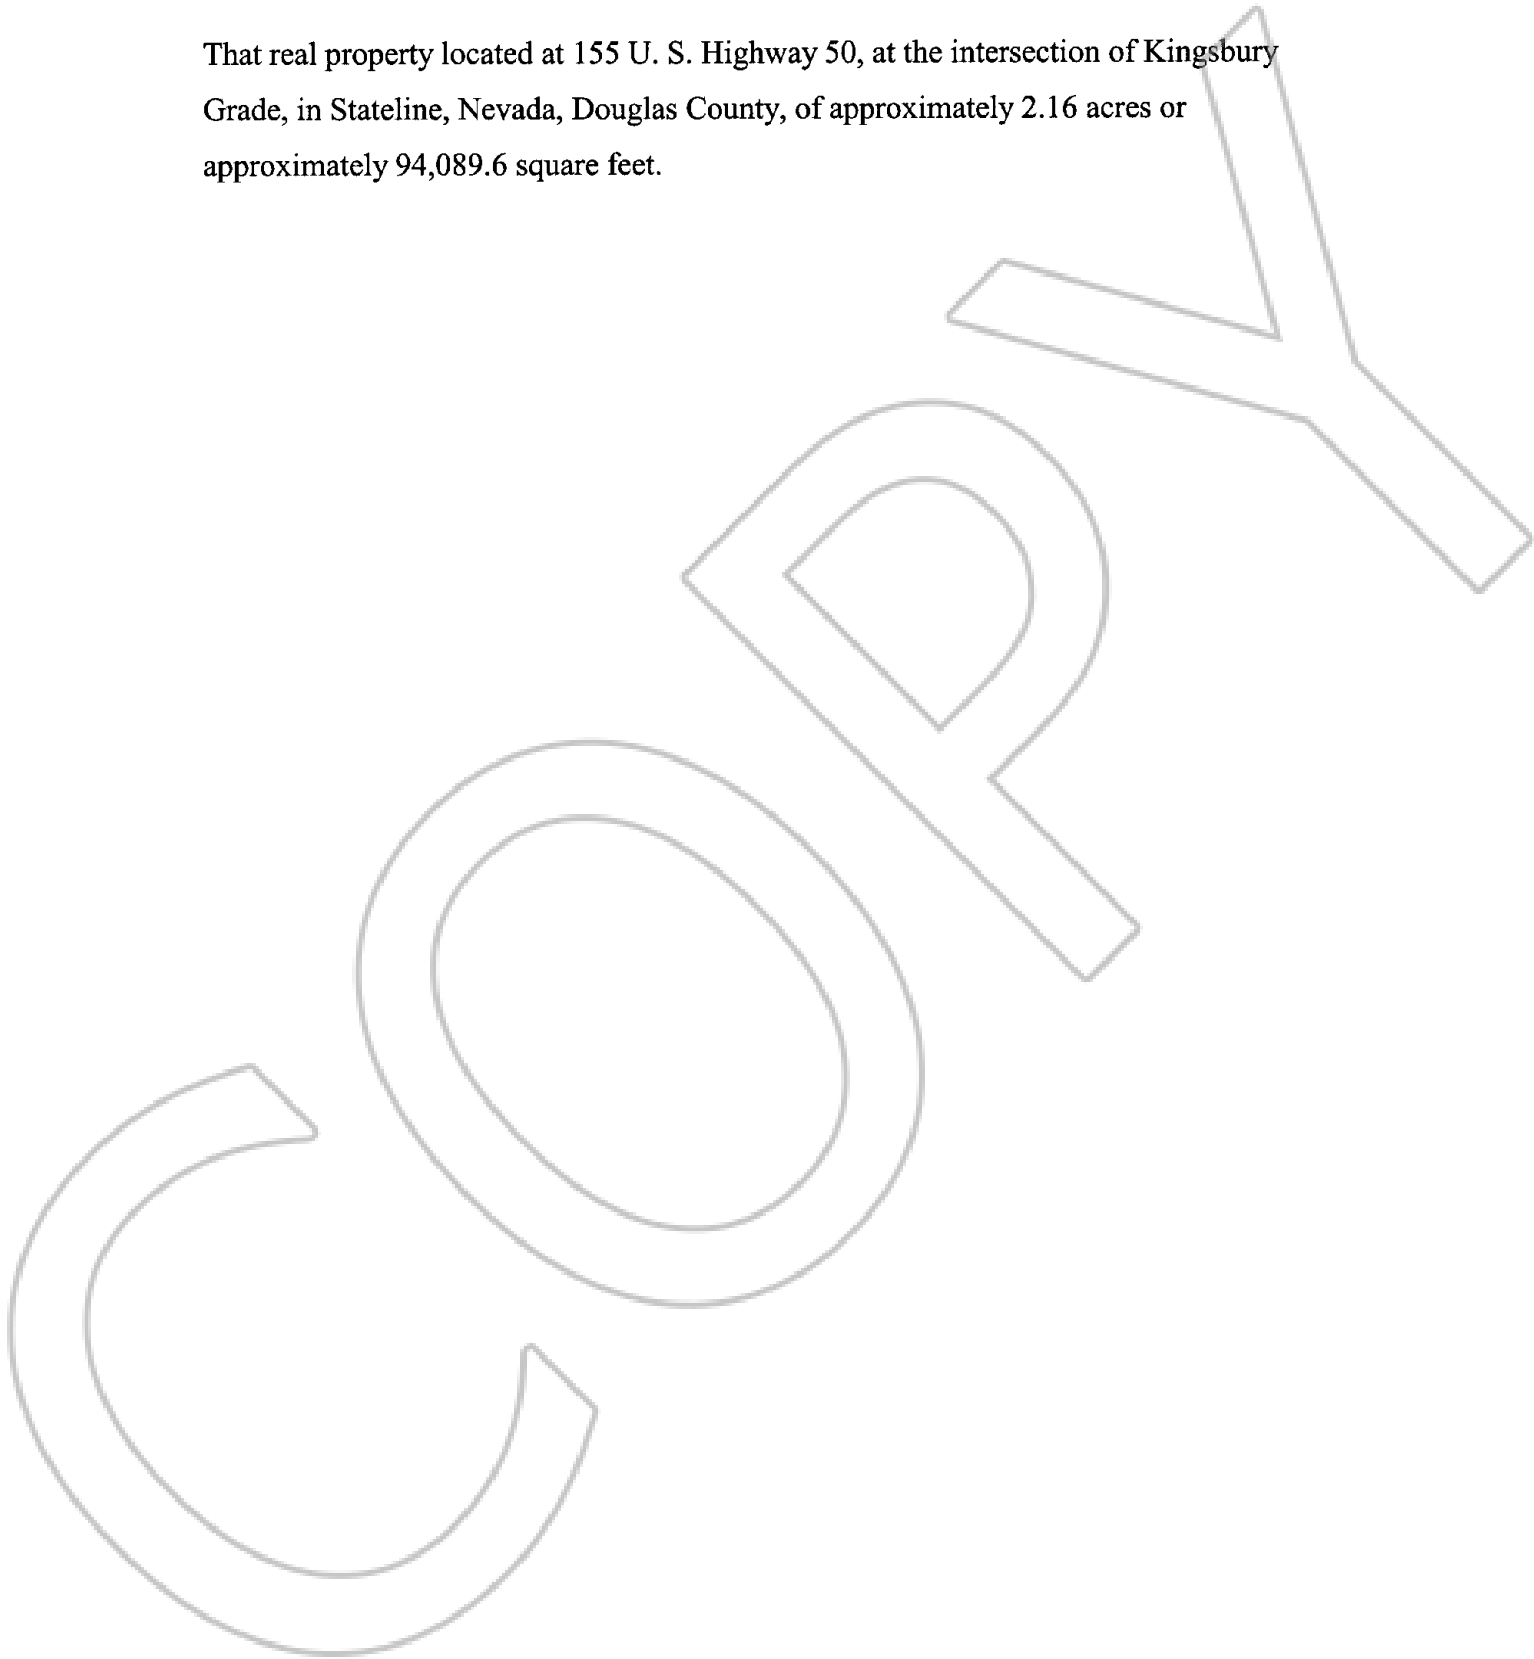 That real property located at 155 U. S. Highway 50, at the intersection of Kingsbury
Grade, in Stateline, Nevada, Douglas County, of approximately 2.16 acres or
approximately 94,089.6 square feet.
COPY